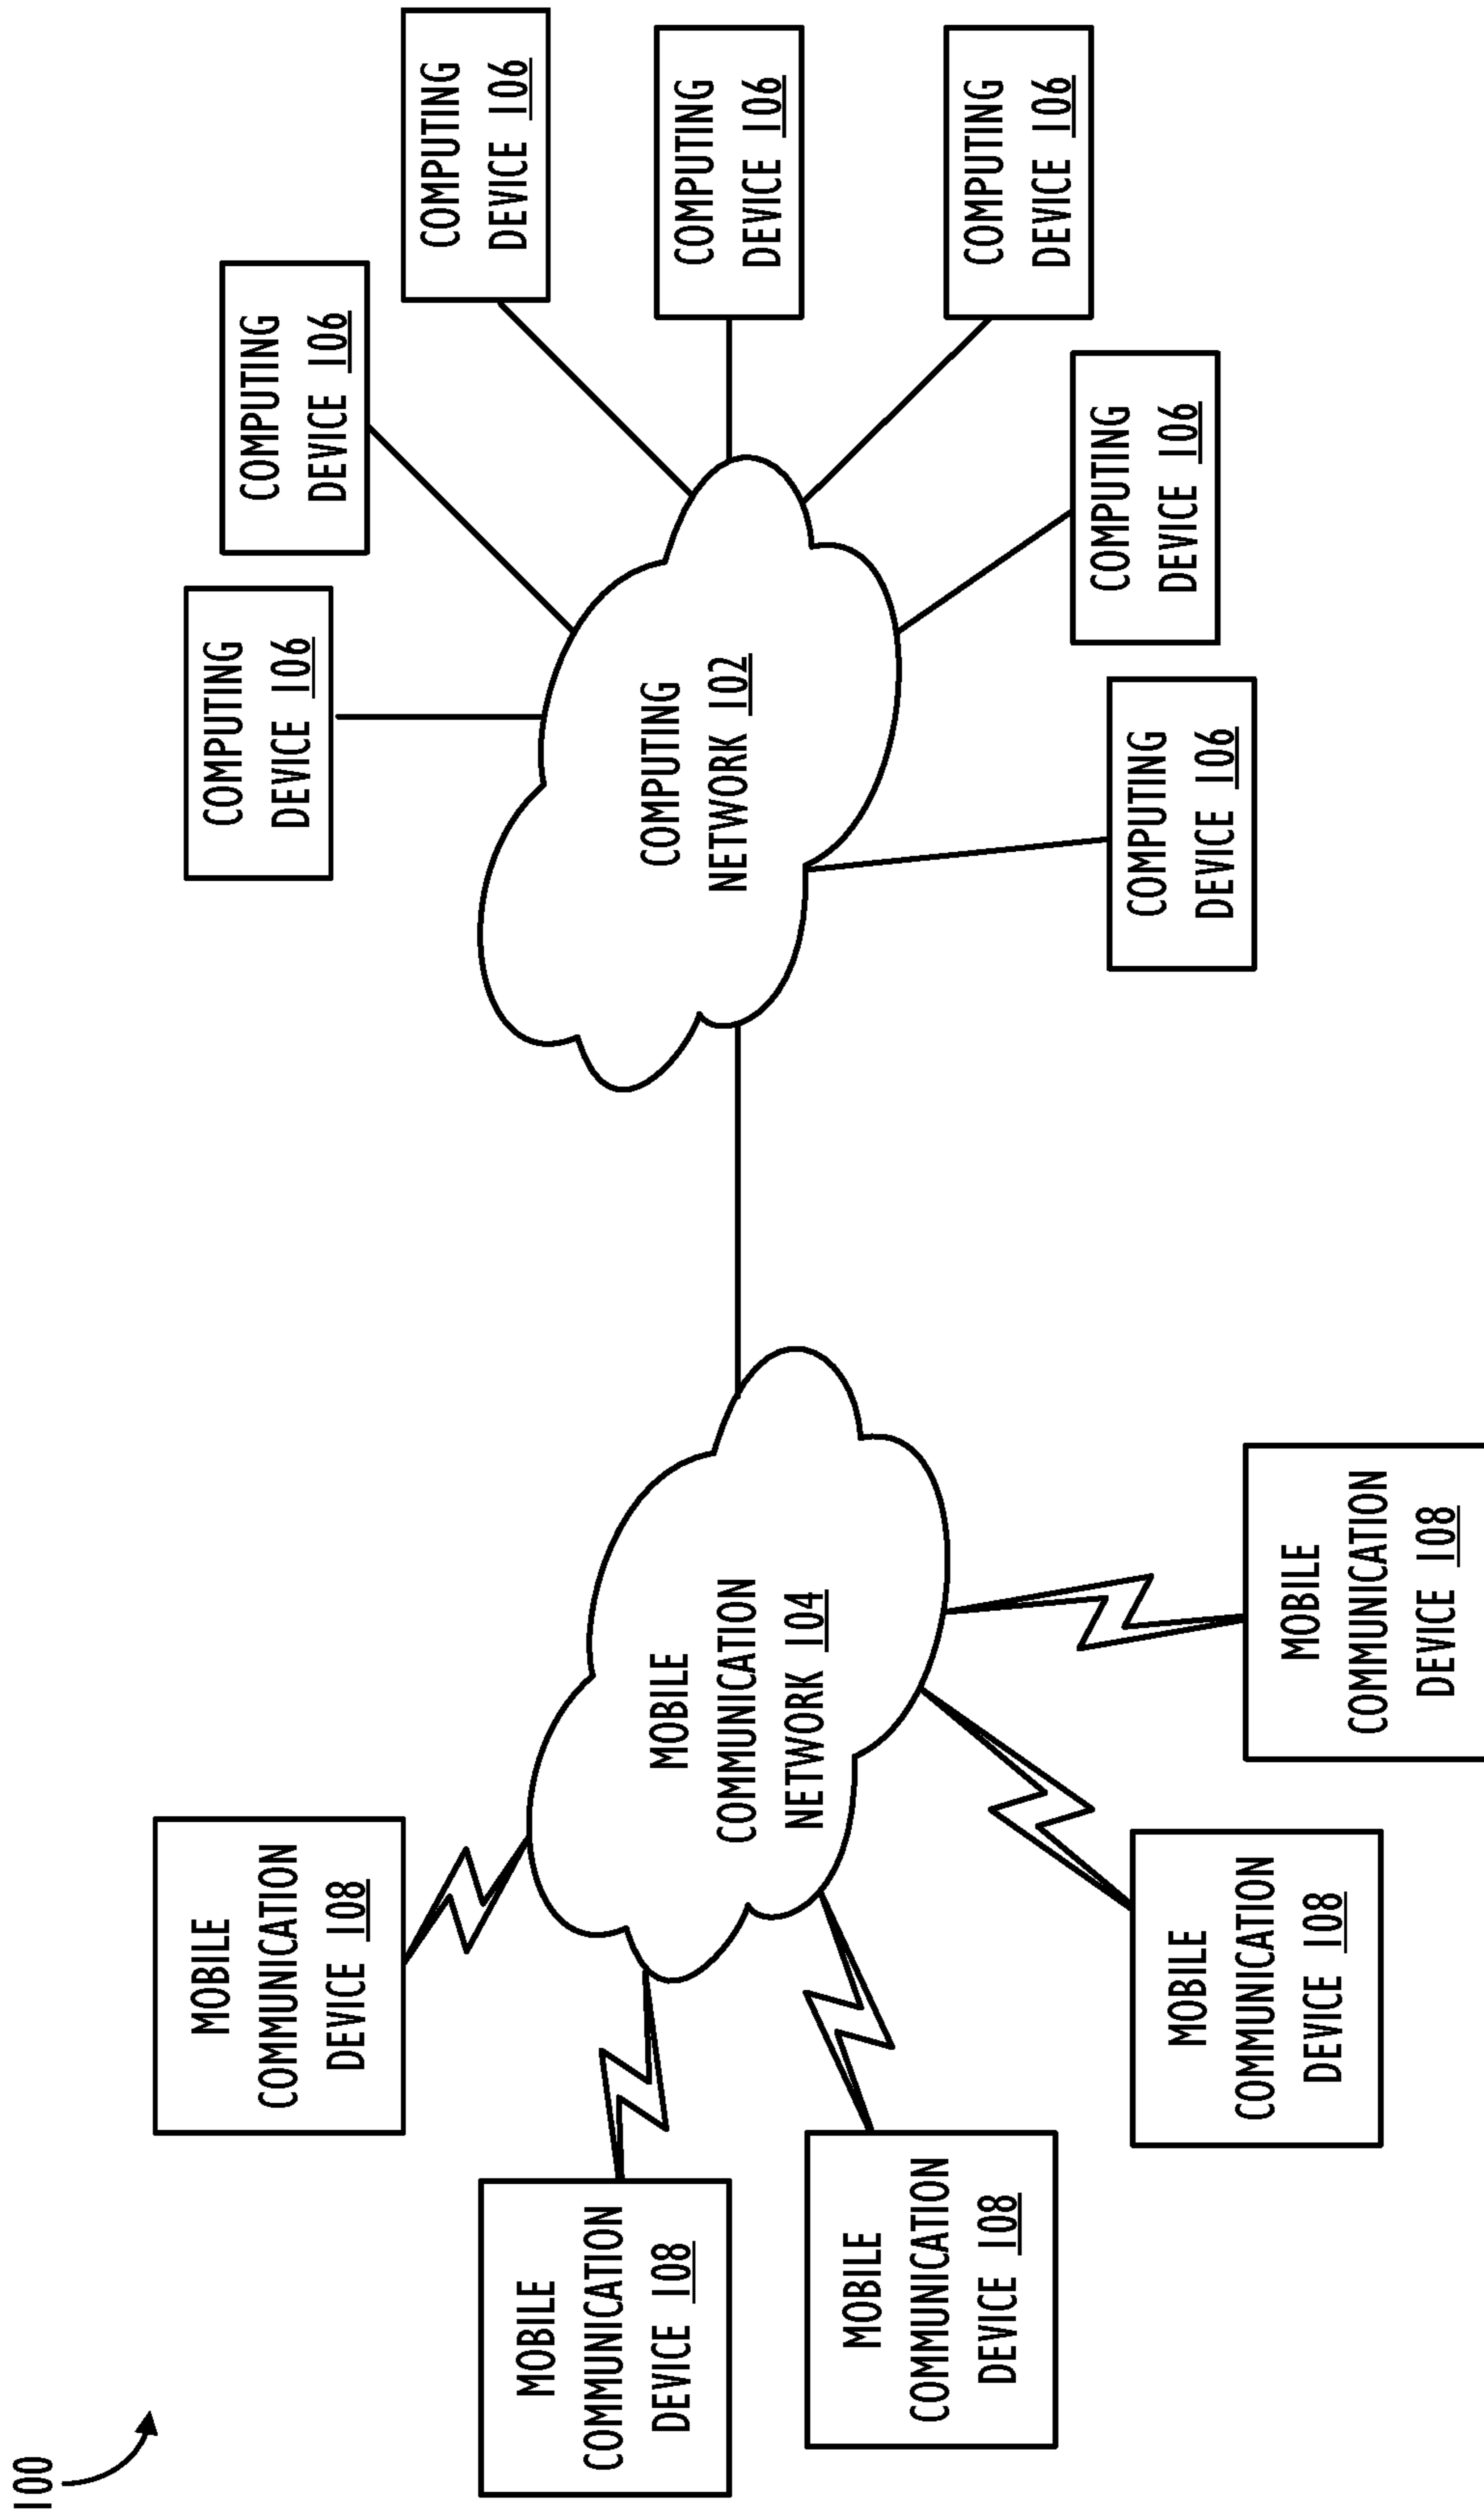 100
MOBILE
COMMUNICATION
DEVICE 108
COMPUTING
DEVICE 106
COMPUTING
DEVICE 106
COMPUTING
DEVICE 106
MOBILE
COMMUNICATION
DEVICE 108
MOBILE
COMMUNICATION
NETWORK 104
COMPUTING
NETWORK 102
COMPUTING
DEVICE 106
MOBILE
COMMUNICATION
DEVICE 108
COMPUTING
DEVICE 106
COMPUTING
DEVICE 106
COMPUTING
DEVICE 106
MOBILE
COMMUNICATION
DEVICE 108
MOBILE
COMMUNICATION
DEVICE 108